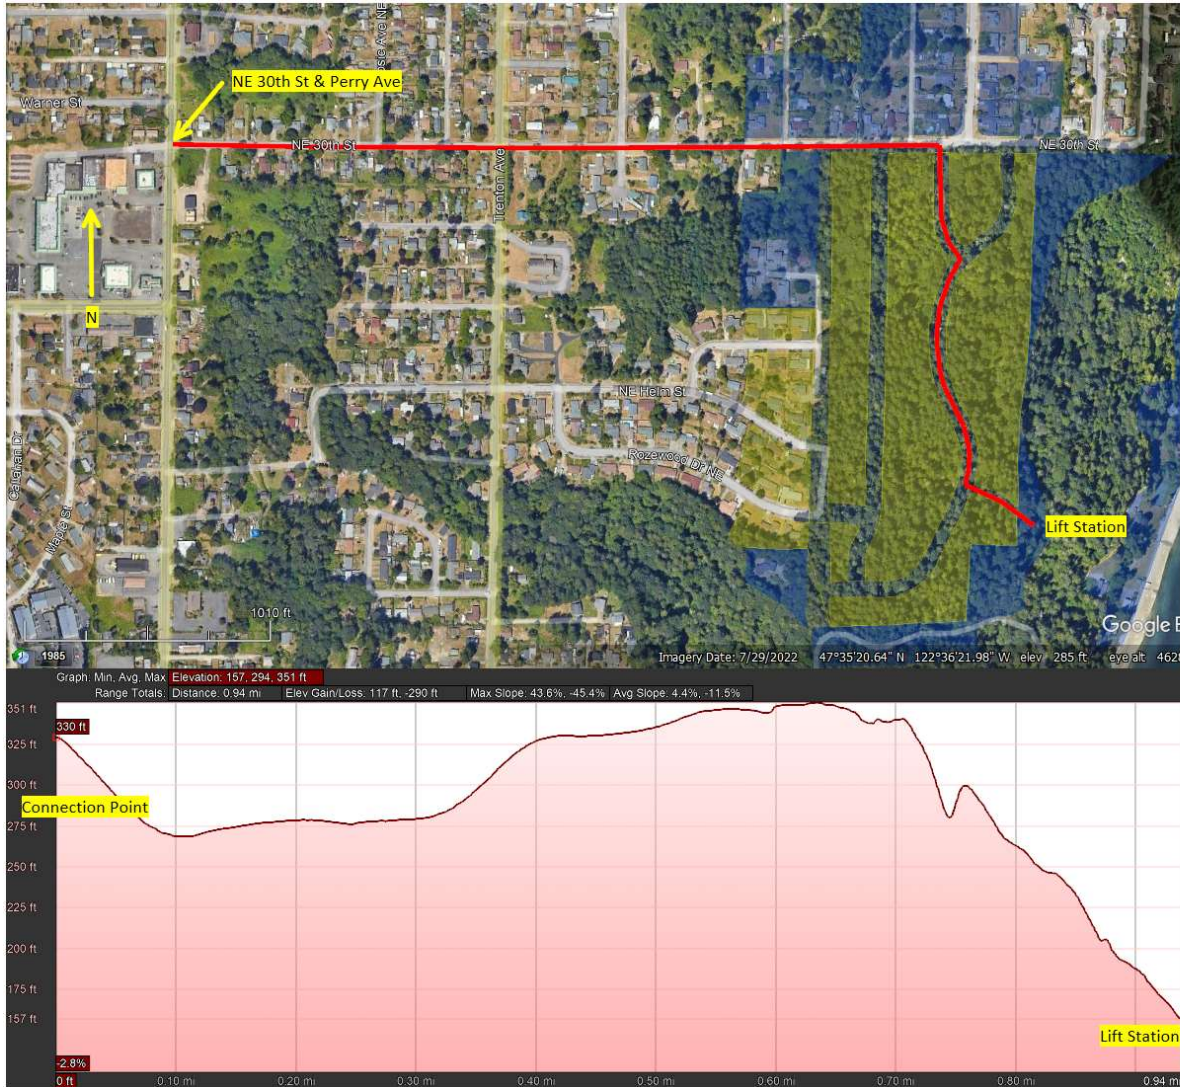 NE 30th St & Perry Ave
Warner St
NE 30th St
NE 30th St
Trenton Ave
N
NE Helm St
Rozewood Dr NE
Callahan Dr
Maple St
Lift Station
1010 ft
Google E
1985
Imagery Date: 7/29/2022 47°35'20.64" N 122°36'21.98" W elev 285 ft eye alt 4628
Graph: Min, Avg, Max Elevation: 157, 294, 351 ft
Range Totals: Distance: 0.94 mi Elev Gain/Loss: 117 ft, -290 ft Max Slope: 43.6%, -45.4% Avg Slope: 4.4%, -11.5%
351 ft
330 ft
325 ft
300 ft
Connection Point
275 ft
250 ft
225 ft
200 ft
175 ft
157 ft
Lift Station
-2.8%
0 ft 0.10 mi 0.20 mi 0.30 mi 0.40 mi 0.50 mi 0.60 mi 0.70 mi 0.80 mi 0.94 mi